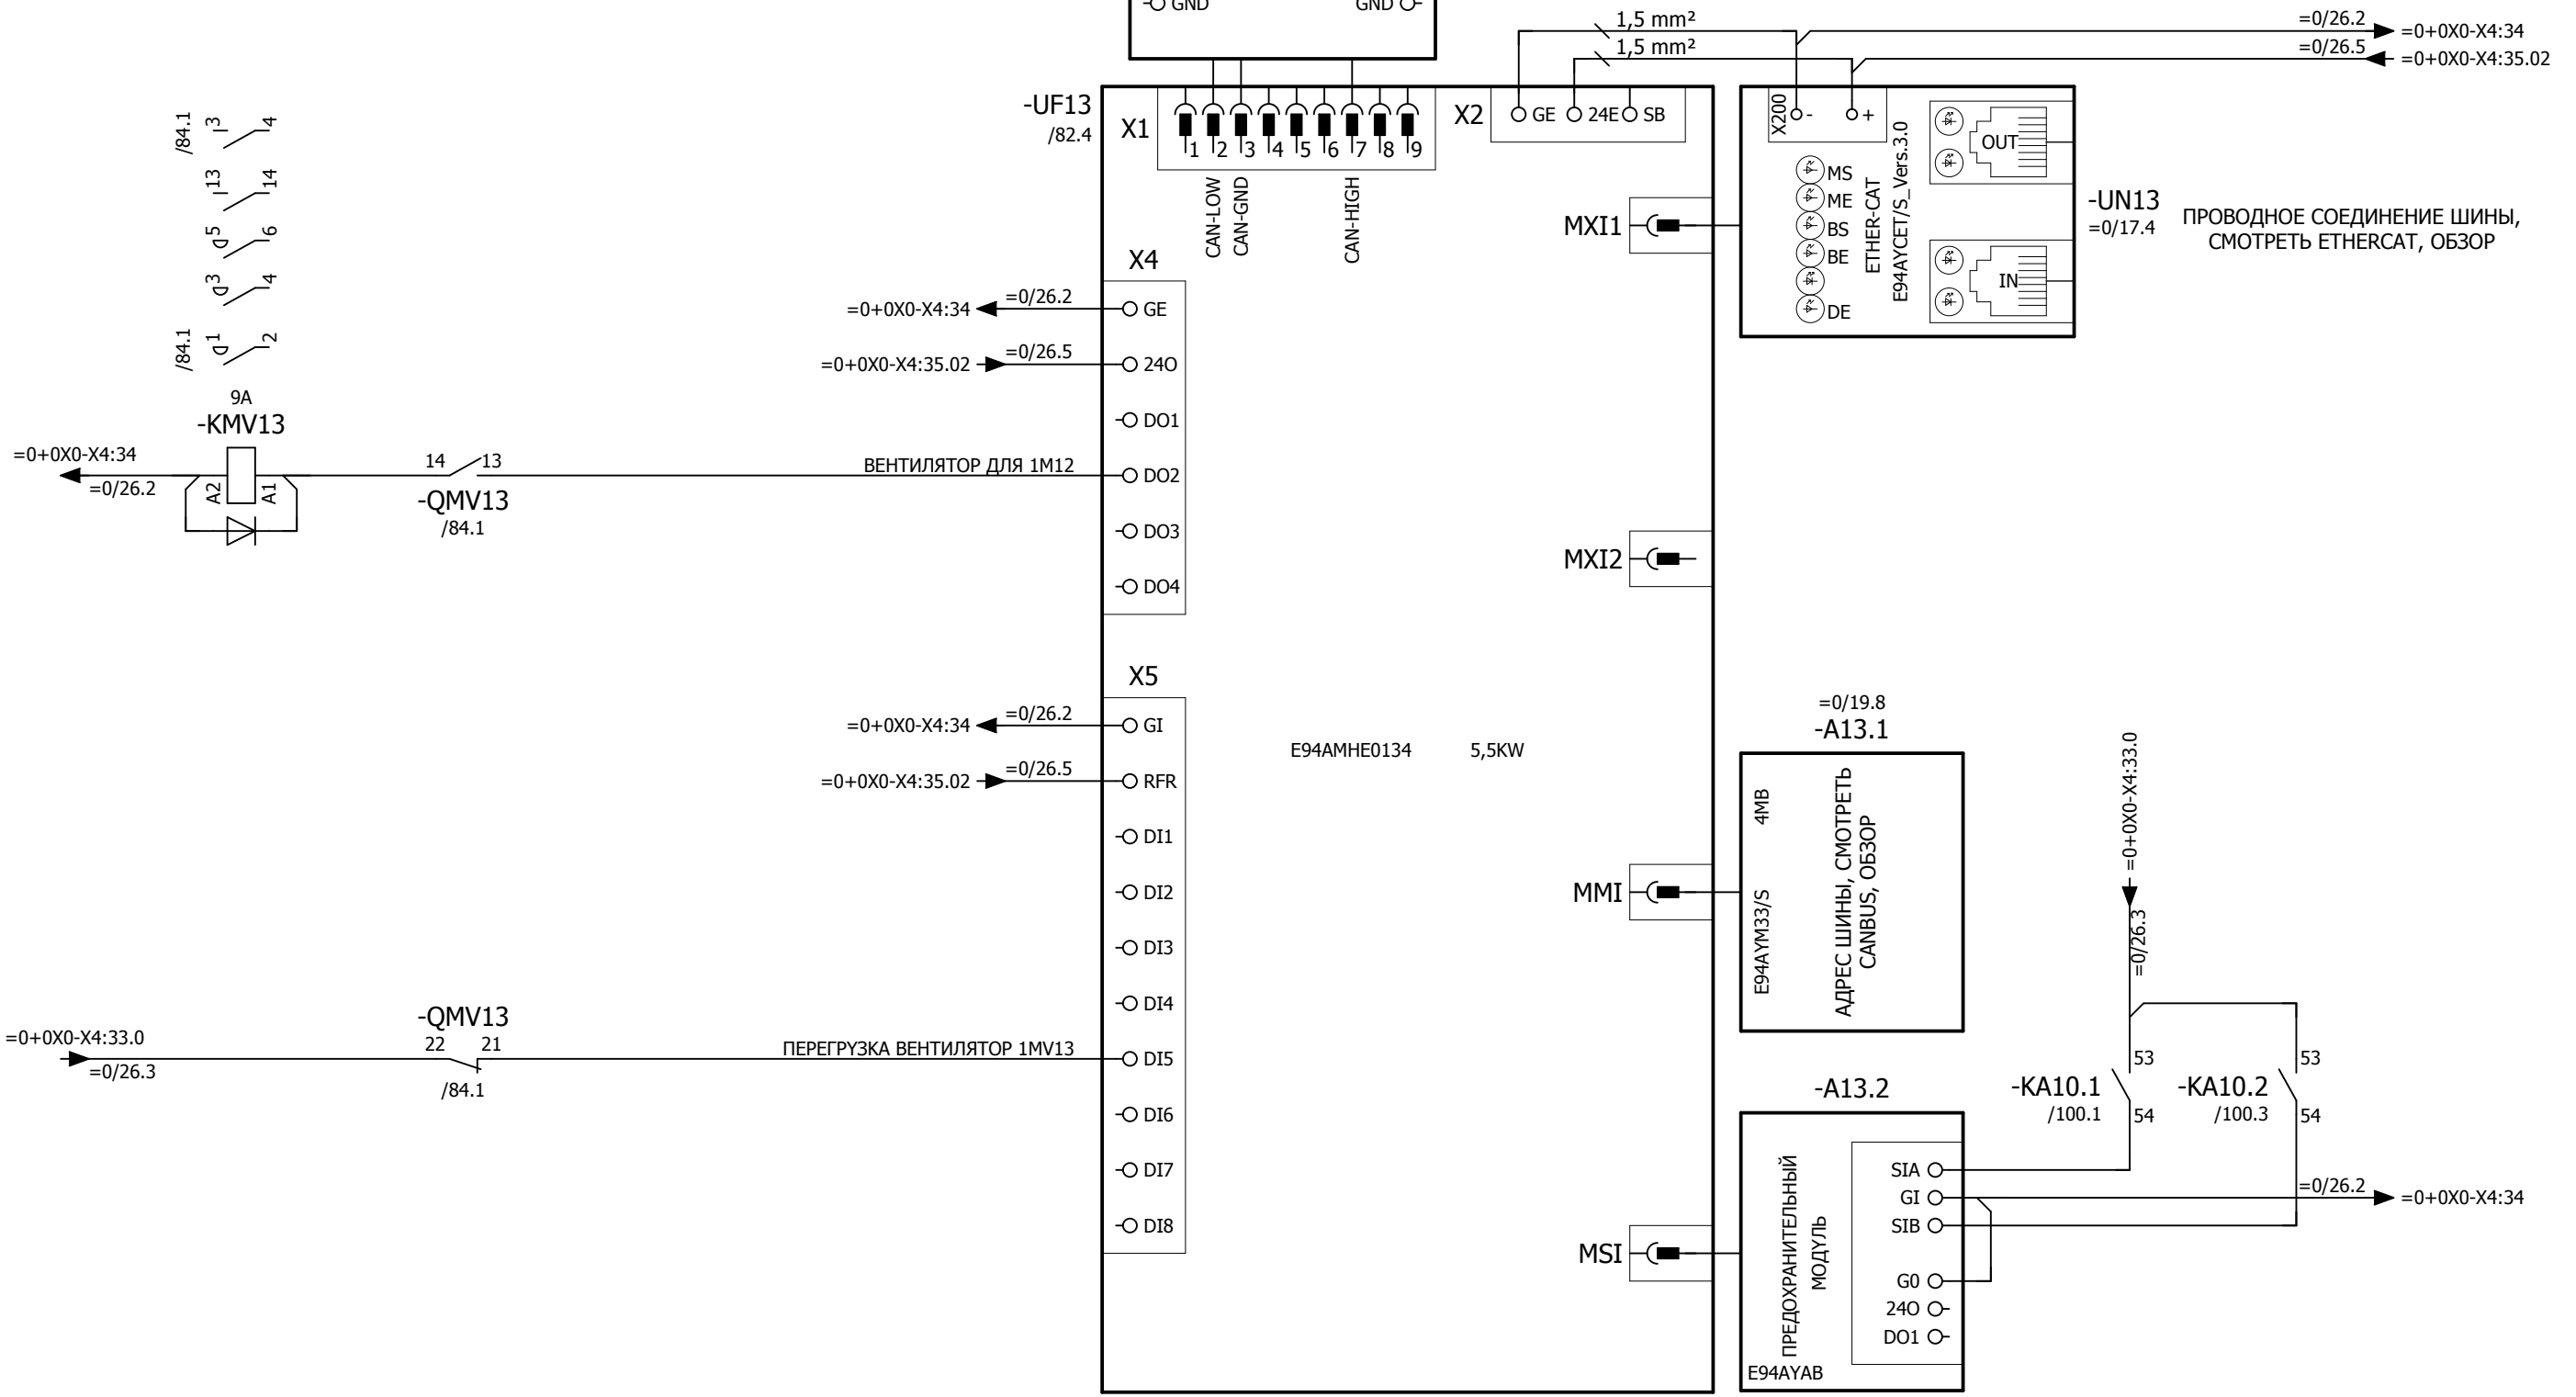 GND GND
1,5 mm²
1,5 mm²
=0/26.2
=0+0X0-X4:34
=0/26.5
=0+0X0-X4:35.02
-UF13
/82.4
X1
1 2 3 4 5 6 7 8 9
CAN-LOW
CAN-GND
CAN-HIGH
X2
GE 24E SB
X200
- +
MS
ME
BS
BE
DE
ETHER-CAT
E94AYCET/S_Vers.3.0
OUT
IN
-UN13
=0/17.4
ПРОВОДНОЕ СОЕДИНЕНИЕ ШИНЫ,
СМОТРЕТЬ ETHERCAT, ОБЗОР
MXI1
MXI2
/84.1
3 4
13 14
5 6
3 4
/84.1
1 2
9A
-KMV13
=0+0X0-X4:34
=0/26.2
A2 A1
14 13
-QMV13
/84.1
ВЕНТИЛЯТОР ДЛЯ 1M12
X4
=0+0X0-X4:34 =0/26.2 GE
=0+0X0-X4:35.02 =0/26.5 24O
DO1
DO2
DO3
DO4
X5
=0+0X0-X4:34 =0/26.2 GI
=0+0X0-X4:35.02 =0/26.5 RFR
DI1
DI2
DI3
DI4
DI5
DI6
DI7
DI8
E94AMHE0134 5,5KW
=0+0X0-X4:33.0
=0/26.3
-QMV13
22 21
/84.1
ПЕРЕГРУЗКА ВЕНТИЛЯТОР 1MV13
MMI
=0/19.8
-A13.1
E94AYM33/S 4MB
АДРЕС ШИНЫ, СМОТРЕТЬ
CANBUS, ОБЗОР
=0+0X0-X4:33.0
=0/26.3
-KA10.1
/100.1
53
54
-KA10.2
/100.3
53
54
MSI
-A13.2
ПРЕДОХРАНИТЕЛЬНЫЙ
МОДУЛЬ
E94AYAB
SIA
GI
SIB
G0
24O
DO1
=0/26.2
=0+0X0-X4:34